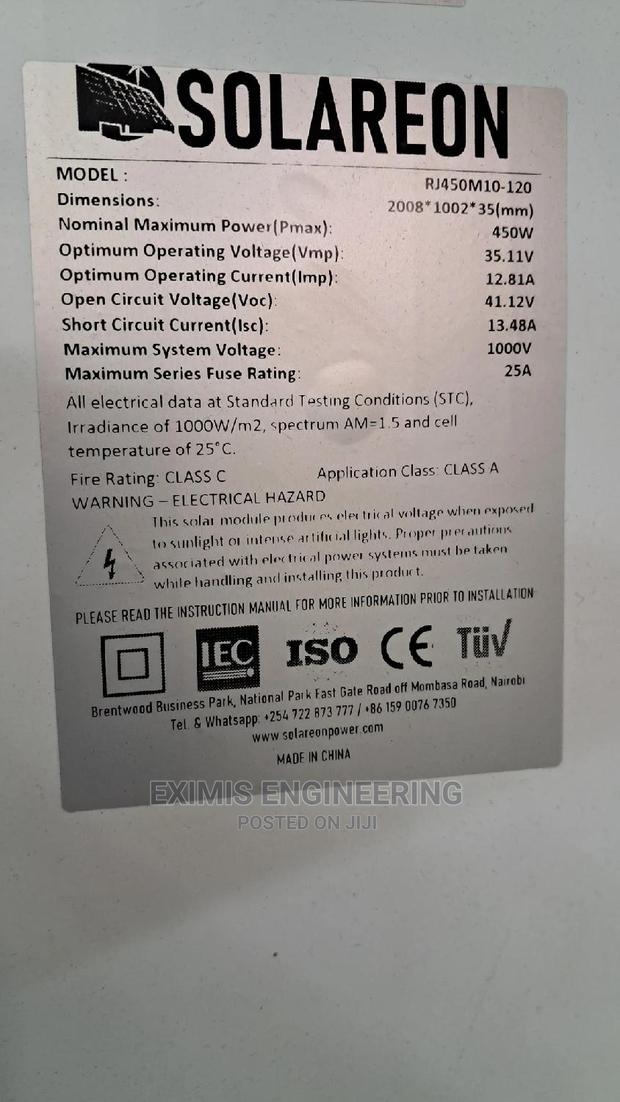 SOLAREON
MODEL : RJ450M10-120
Dimensions: 2008*1002*35(mm)
Nominal Maximum Power(Pmax): 450W
Optimum Operating Voltage(Vmp): 35.11V
Optimum Operating Current(Imp): 12.81A
Open Circuit Voltage(Voc): 41.12V
Short Circuit Current(Isc): 13.48A
Maximum System Voltage: 1000V
Maximum Series Fuse Rating: 25A
All electrical data at Standard Testing Conditions (STC),
Irradiance of 1000W/m2, spectrum AM=1.5 and cell
temperature of 25°C.
Fire Rating: CLASS C Application Class: CLASS A
WARNING – ELECTRICAL HAZARD
This solar module produces electrical voltage when exposed
to sunlight or intense artificial lights. Proper precautions
associated with electrical power systems must be taken
while handling and installing this product.
PLEASE READ THE INSTRUCTION MANUAL FOR MORE INFORMATION PRIOR TO INSTALLATION
IEC ISO CE TüV
Brentwood Business Park, National Park East Gate Road off Mombasa Road, Nairobi
Tel. & Whatsapp: +254 722 873 777 / +86 159 0076 7350
www.solareonpower.com
MADE IN CHINA
EXIMIS ENGINEERING
POSTED ON JIJI